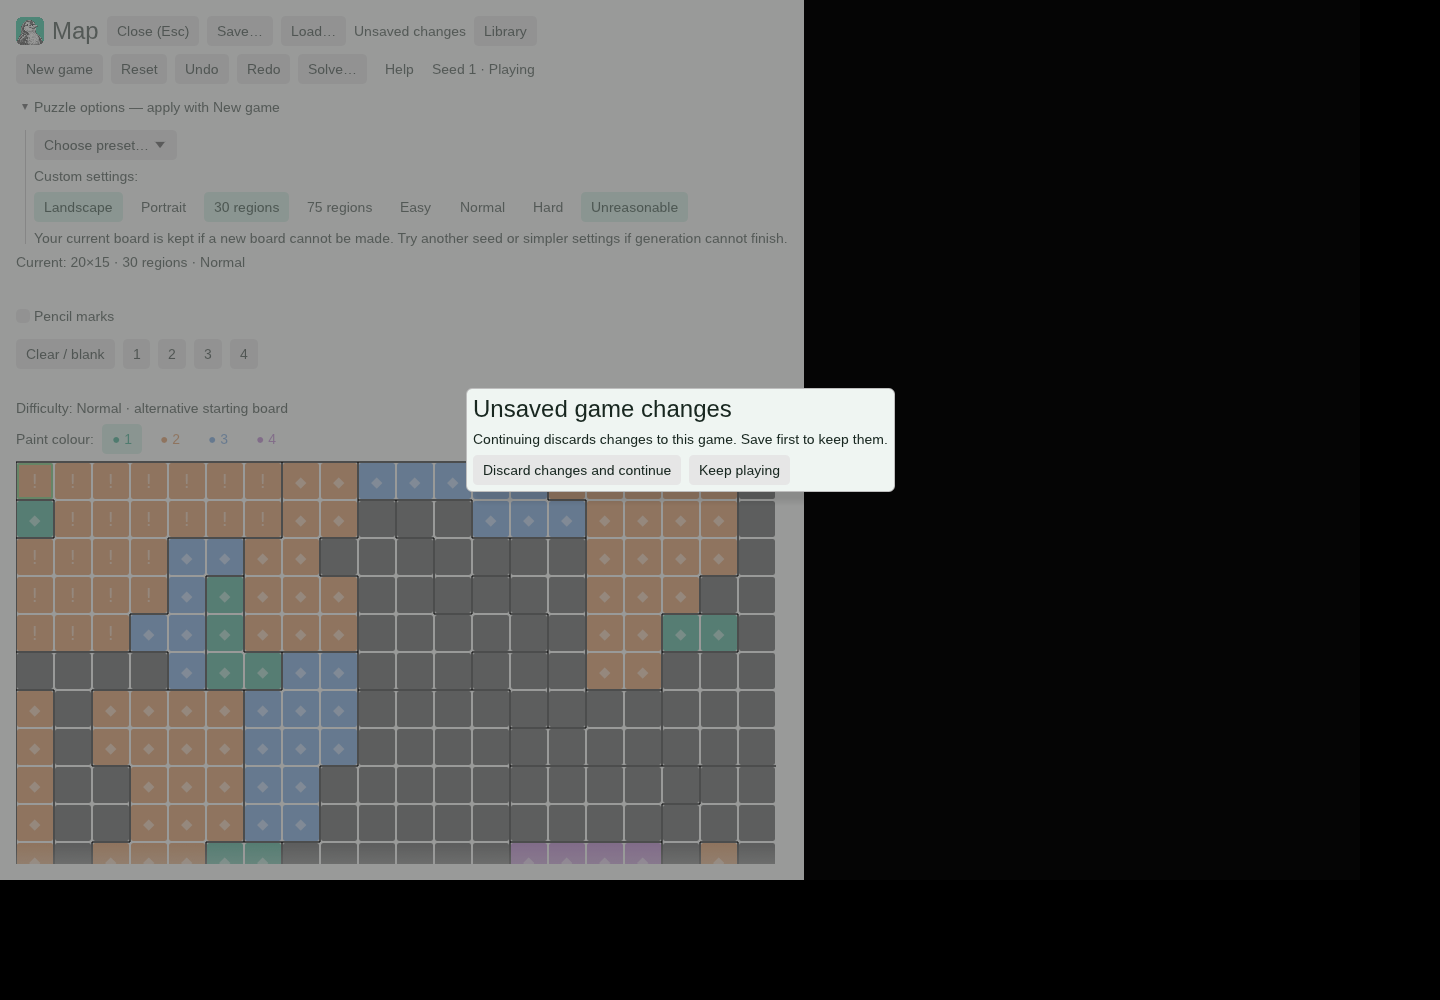 Map Close (Esc) Save… Load… Unsaved changes Library
New game Reset Undo Redo Solve… Help Seed 1 · Playing
▾ Puzzle options — apply with New game
Choose preset…
Custom settings:
Landscape Portrait 30 regions 75 regions Easy Normal Hard Unreasonable
Your current board is kept if a new board cannot be made. Try another seed or simpler settings if generation cannot finish.
Current: 20×15 · 30 regions · Normal
Pencil marks
Clear / blank 1 2 3 4
Unsaved game changes
Continuing discards changes to this game. Save first to keep them.
Discard changes and continue Keep playing
Difficulty: Normal · alternative starting board
Paint colour: ● 1 ● 2 ● 3 ● 4
! ! ! ! ! ! !
! ! ! ! ! !
! ! ! !
! ! ! !
! ! !